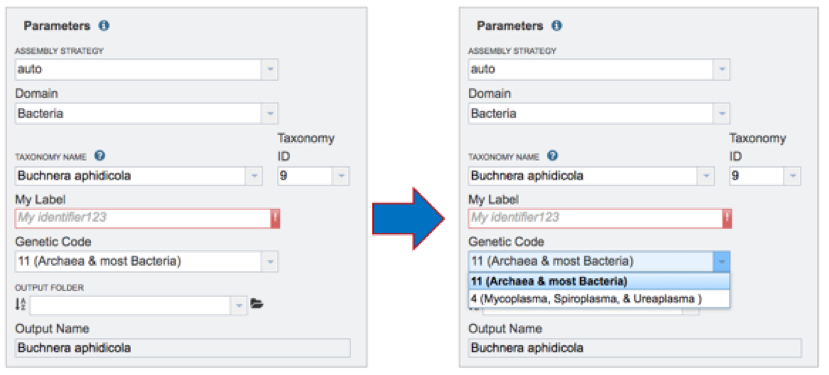 Parameters
ASSEMBLY STRATEGY
auto
Domain
Bacteria
Taxonomy
TAXONOMY NAME ID
Buchnera aphidicola 9
My Label
My identifier123 !
Genetic Code
11 (Archaea & most Bacteria)
OUTPUT FOLDER
Output Name
Buchnera aphidicola
Parameters
ASSEMBLY STRATEGY
auto
Domain
Bacteria
Taxonomy
TAXONOMY NAME ID
Buchnera aphidicola 9
My Label
My identifier123 !
Genetic Code
11 (Archaea & most Bacteria)
11 (Archaea & most Bacteria)
4 (Mycoplasma, Spiroplasma, & Ureaplasma )
Output Name
Buchnera aphidicola